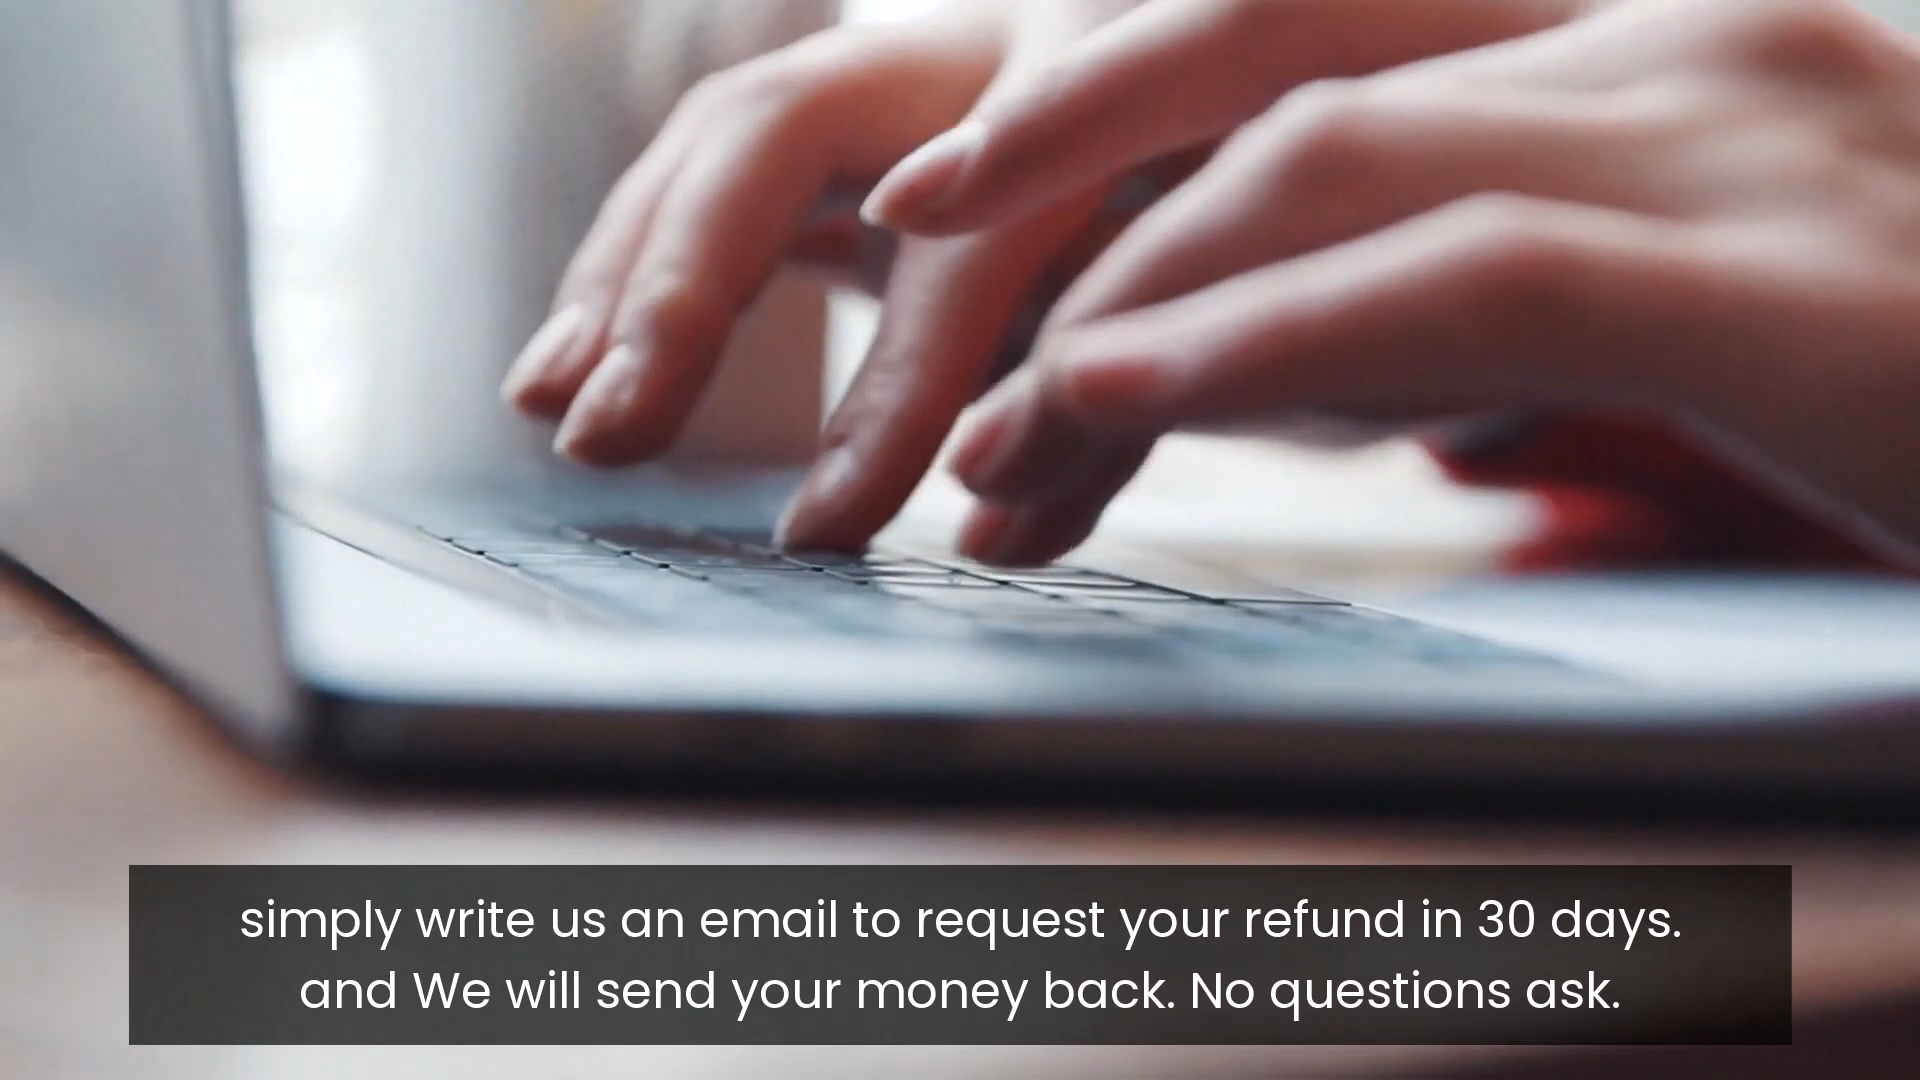 simply write us an email to request your refund in 30 days.
and We will send your money back. No questions ask.